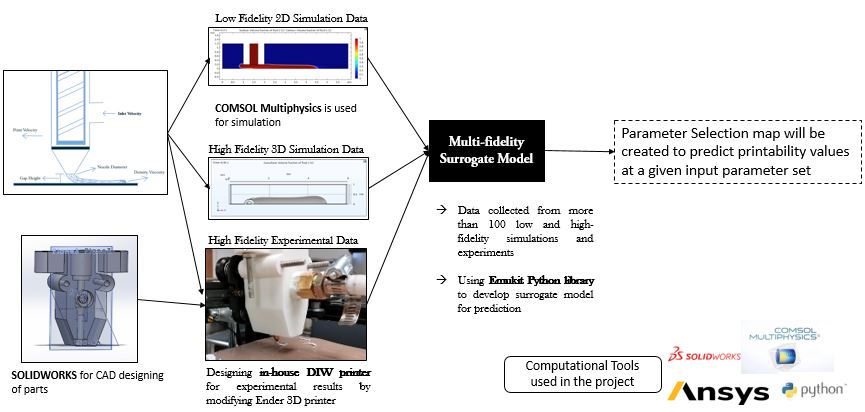 Low Fidelity 2D Simulation Data
COMSOL Multiphysics is used
for simulation
Inlet Velocity
Print Velocity
Nozzle Diameter
Gap Height
Density, Viscosity
High Fidelity 3D Simulation Data
Multi-fidelity
Surrogate Model
Parameter Selection map will be
created to predict printability values
at a given input parameter set
→ Data collected from more
than 100 low and high-
fidelity simulations and
experiments
→ Using Emukit Python library
to develop surrogate model
for prediction
High Fidelity Experimental Data
SOLIDWORKS for CAD designing
of parts
Designing in-house DIW printer
for experimental results by
modifying Ender 3D printer
Computational Tools
used in the project
SOLIDWORKS
COMSOL
MULTIPHYSICS®
Ansys
python™